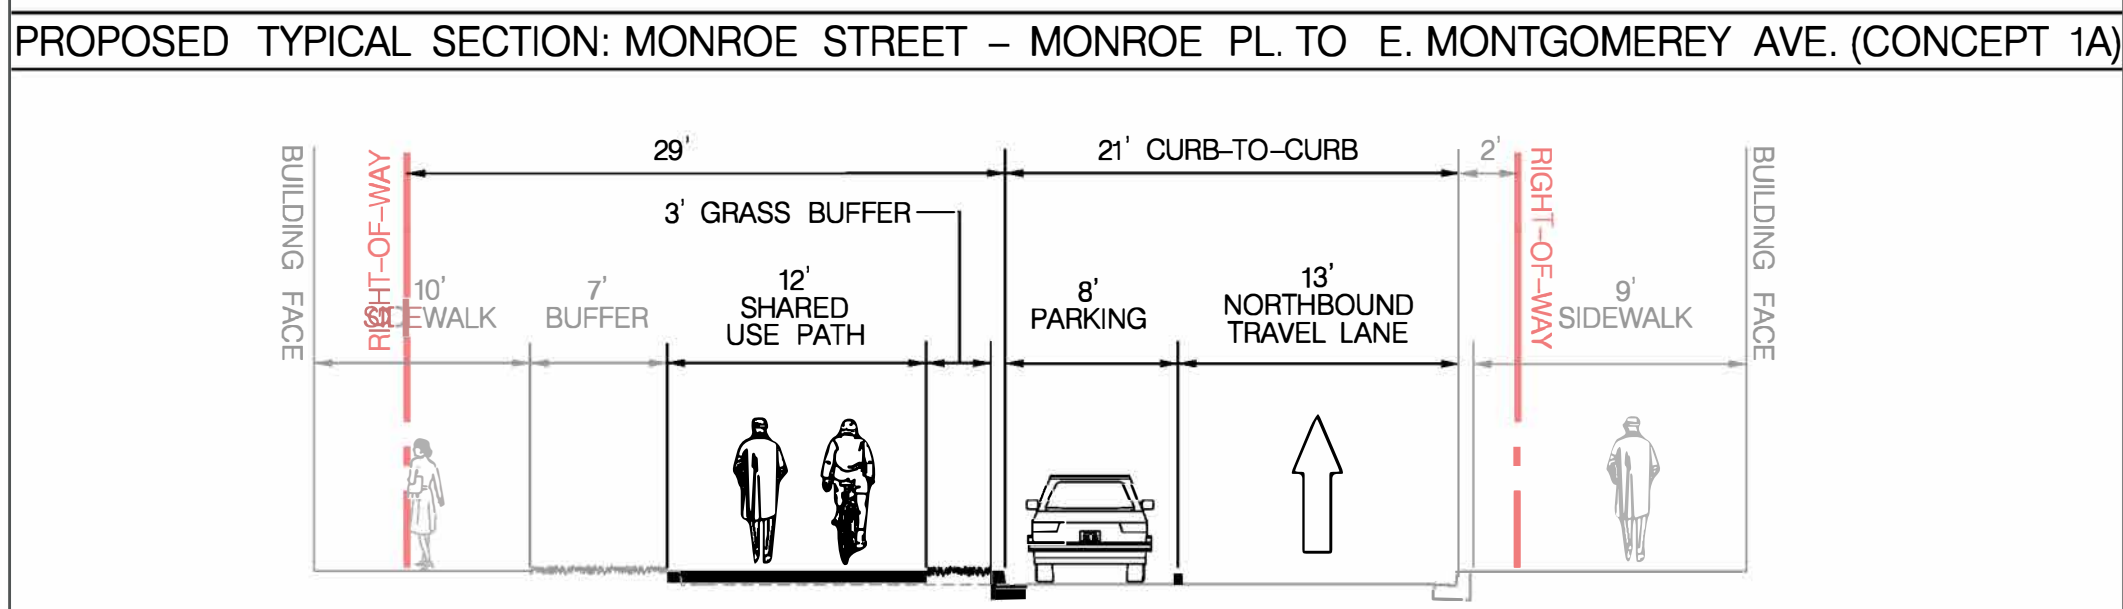 PROPOSED TYPICAL SECTION: MONROE STREET – MONROE PL. TO E. MONTGOMEREY AVE. (CONCEPT 1A)
29'
21' CURB–TO–CURB
2'
3' GRASS BUFFER
BUILDING FACE
RIGHT–OF–WAY
10'
SIDEWALK
7'
BUFFER
12'
SHARED
USE PATH
8'
PARKING
13'
NORTHBOUND
TRAVEL LANE
RIGHT–OF–WAY
9'
SIDEWALK
BUILDING FACE